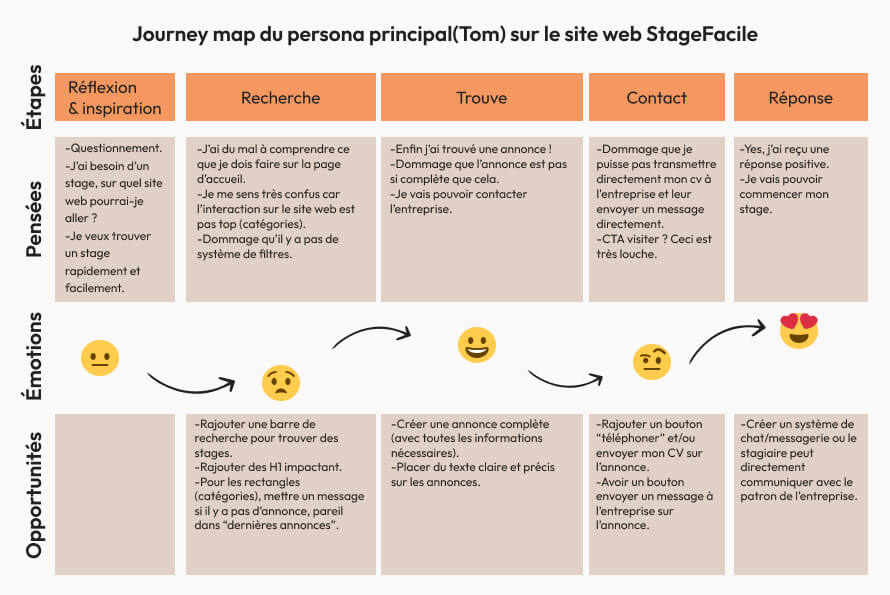 Journey map du persona principal(Tom) sur le site web StageFacile
Étapes
Réflexion
& inspiration
Recherche
Trouve
Contact
Réponse
Pensées
-Questionnement.
-J'ai besoin d'un
stage, sur quel site
web pourrai-je
aller ?
-Je veux trouver
un stage
rapidement et
facilement.
-J'ai du mal à comprendre ce
que je dois faire sur la page
d'accueil.
-Je me sens très confus car
l'interaction sur le site web est
pas top (catégories).
-Dommage qu'il y a pas de
système de filtres.
-Enfin j'ai trouvé une annonce !
-Dommage que l'annonce est pas
si complète que cela.
-Je vais pouvoir contacter
l'entreprise.
-Dommage que je
puisse pas transmettre
directement mon cv à
l'entreprise et leur
envoyer un message
directement.
-CTA visiter ? Ceci est
très louche.
-Yes, j'ai reçu une
réponse positive.
-Je vais pouvoir
commencer mon
stage.
Émotions
Opportunités
-Rajouter une barre de
recherche pour trouver des
stages.
-Rajouter des H1 impactant.
-Pour les rectangles
(catégories), mettre un message
si il y a pas d'annonce, pareil
dans “dernières annonces”.
-Créer une annonce complète
(avec toutes les informations
nécessaires).
-Placer du texte claire et précis
sur les annonces.
-Rajouter un bouton
“téléphoner” et/ou
envoyer mon CV sur
l'annonce.
-Avoir un bouton
envoyer un message à
l'entreprise sur
l'annonce.
-Créer un système de
chat/messagerie ou le
stagiaire peut
directement
communiquer avec le
patron de l'entreprise.